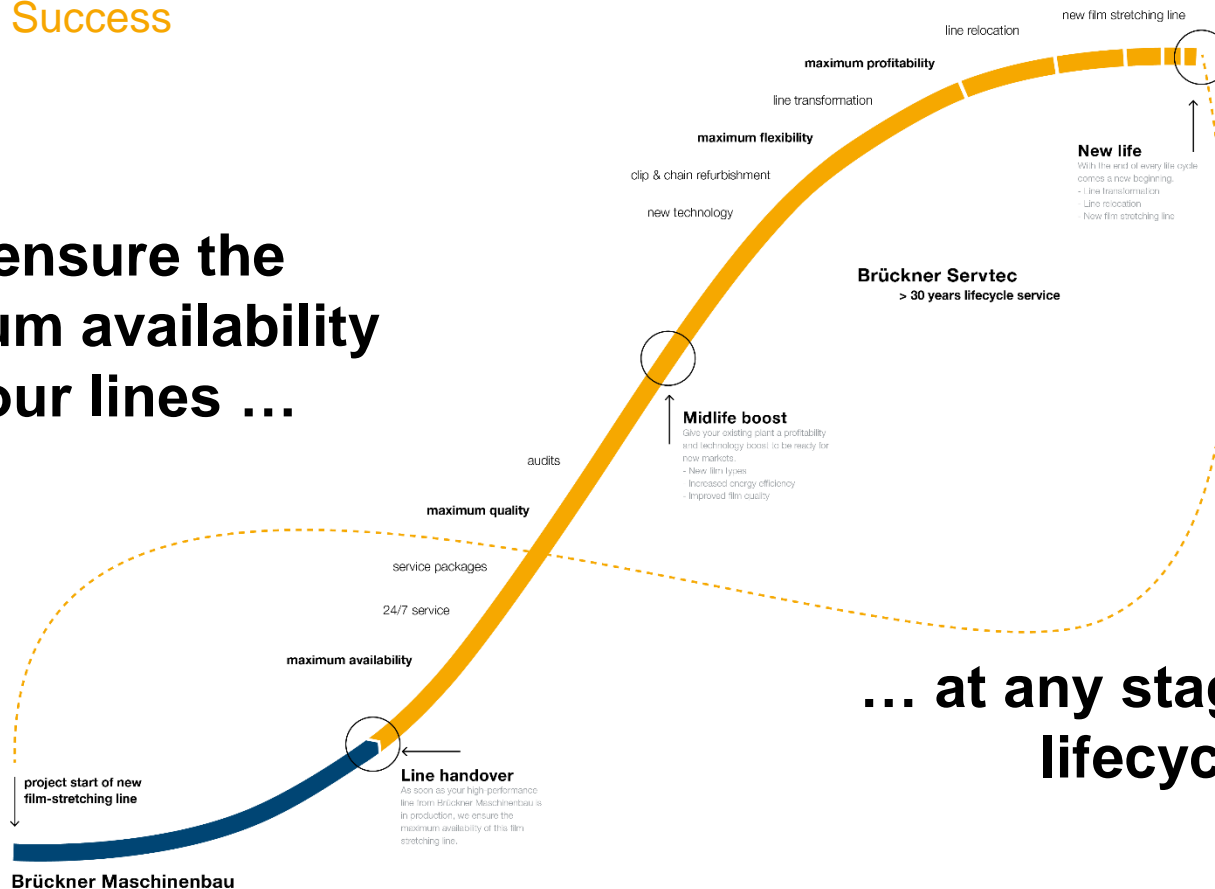 Success
new film stretching line
line relocation
maximum profitability
line transformation
maximum flexibility
clip & chain refurbishment
new technology
New life
With the end of every life cycle
comes a new beginning.
- Line transformation
- Line relocation
- New film stretching line
ensure the
um availability
our lines …
Brückner Servtec
> 30 years lifecycle service
Midlife boost
Give your existing plant a profitability
and technology boost to be ready for
new markets.
- New film types
- Increased energy efficiency
- Improved film quality
audits
maximum quality
service packages
24/7 service
maximum availability
… at any stag
lifecyc
Line handover
As soon as your high-performance
line from Brückner Maschinenbau is
in production, we ensure the
maximum availability of this film
stretching line.
project start of new
film-stretching line
Brückner Maschinenbau